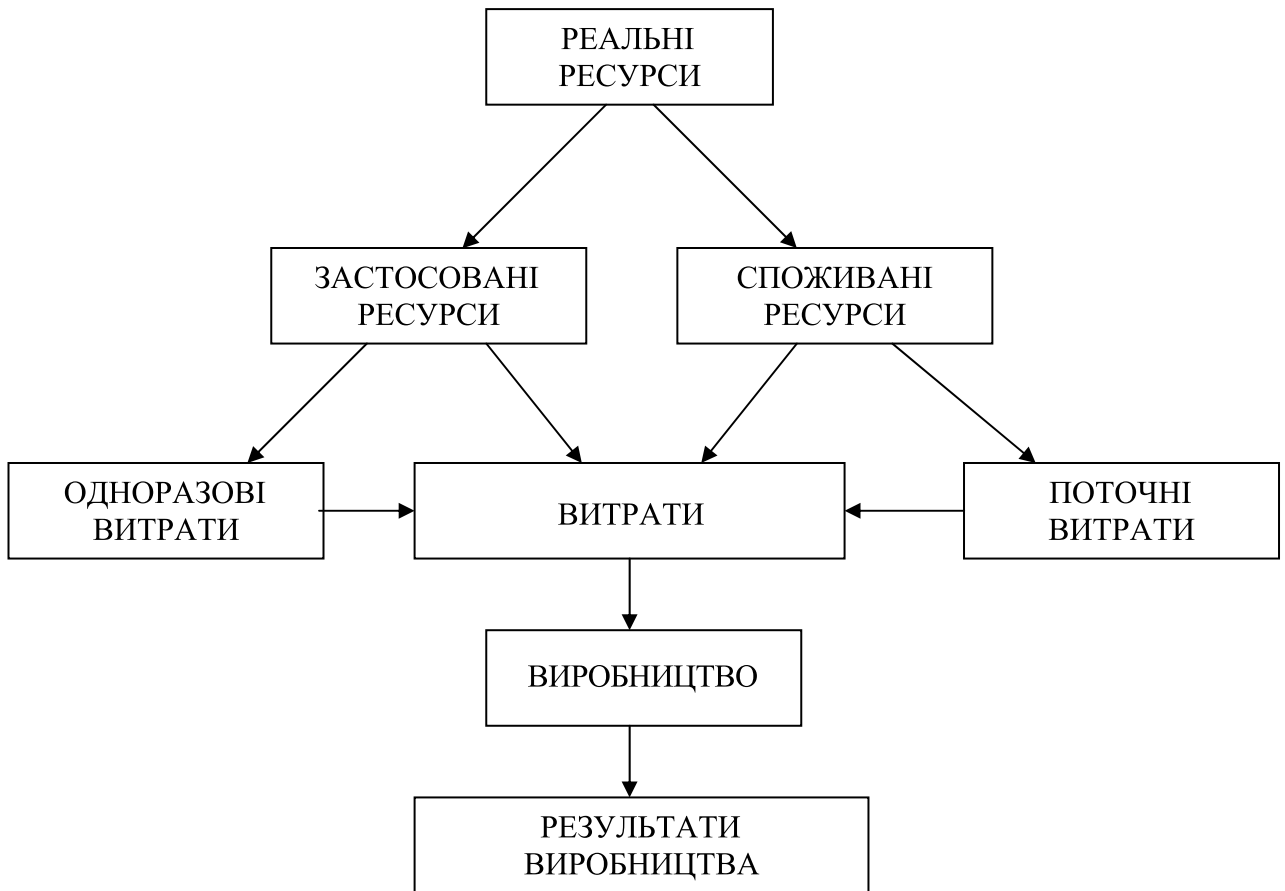 РЕАЛЬНІ
РЕСУРСИ
ЗАСТОСОВАНІ
РЕСУРСИ
СПОЖИВАНІ
РЕСУРСИ
ОДНОРАЗОВІ
ВИТРАТИ
ВИТРАТИ
ПОТОЧНІ
ВИТРАТИ
ВИРОБНИЦТВО
РЕЗУЛЬТАТИ
ВИРОБНИЦТВА